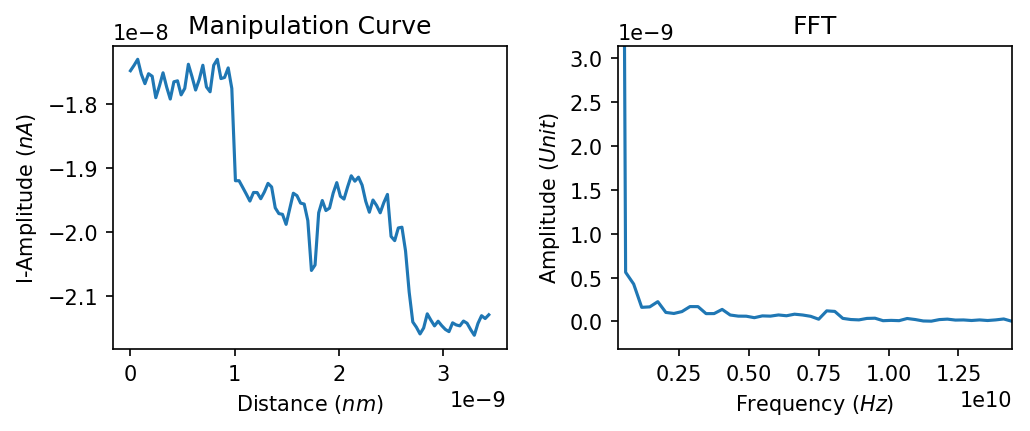 Manipulation Curve
1e−8
−1.8
−1.9
−2.0
−2.1
I-Amplitude (nA)
0 1 2 3
Distance (nm)
1e−9
FFT
1e−9
3.0
2.5
2.0
1.5
1.0
0.5
0.0
Amplitude (Unit)
0.25 0.50 0.75 1.00 1.25
Frequency (Hz)
1e10